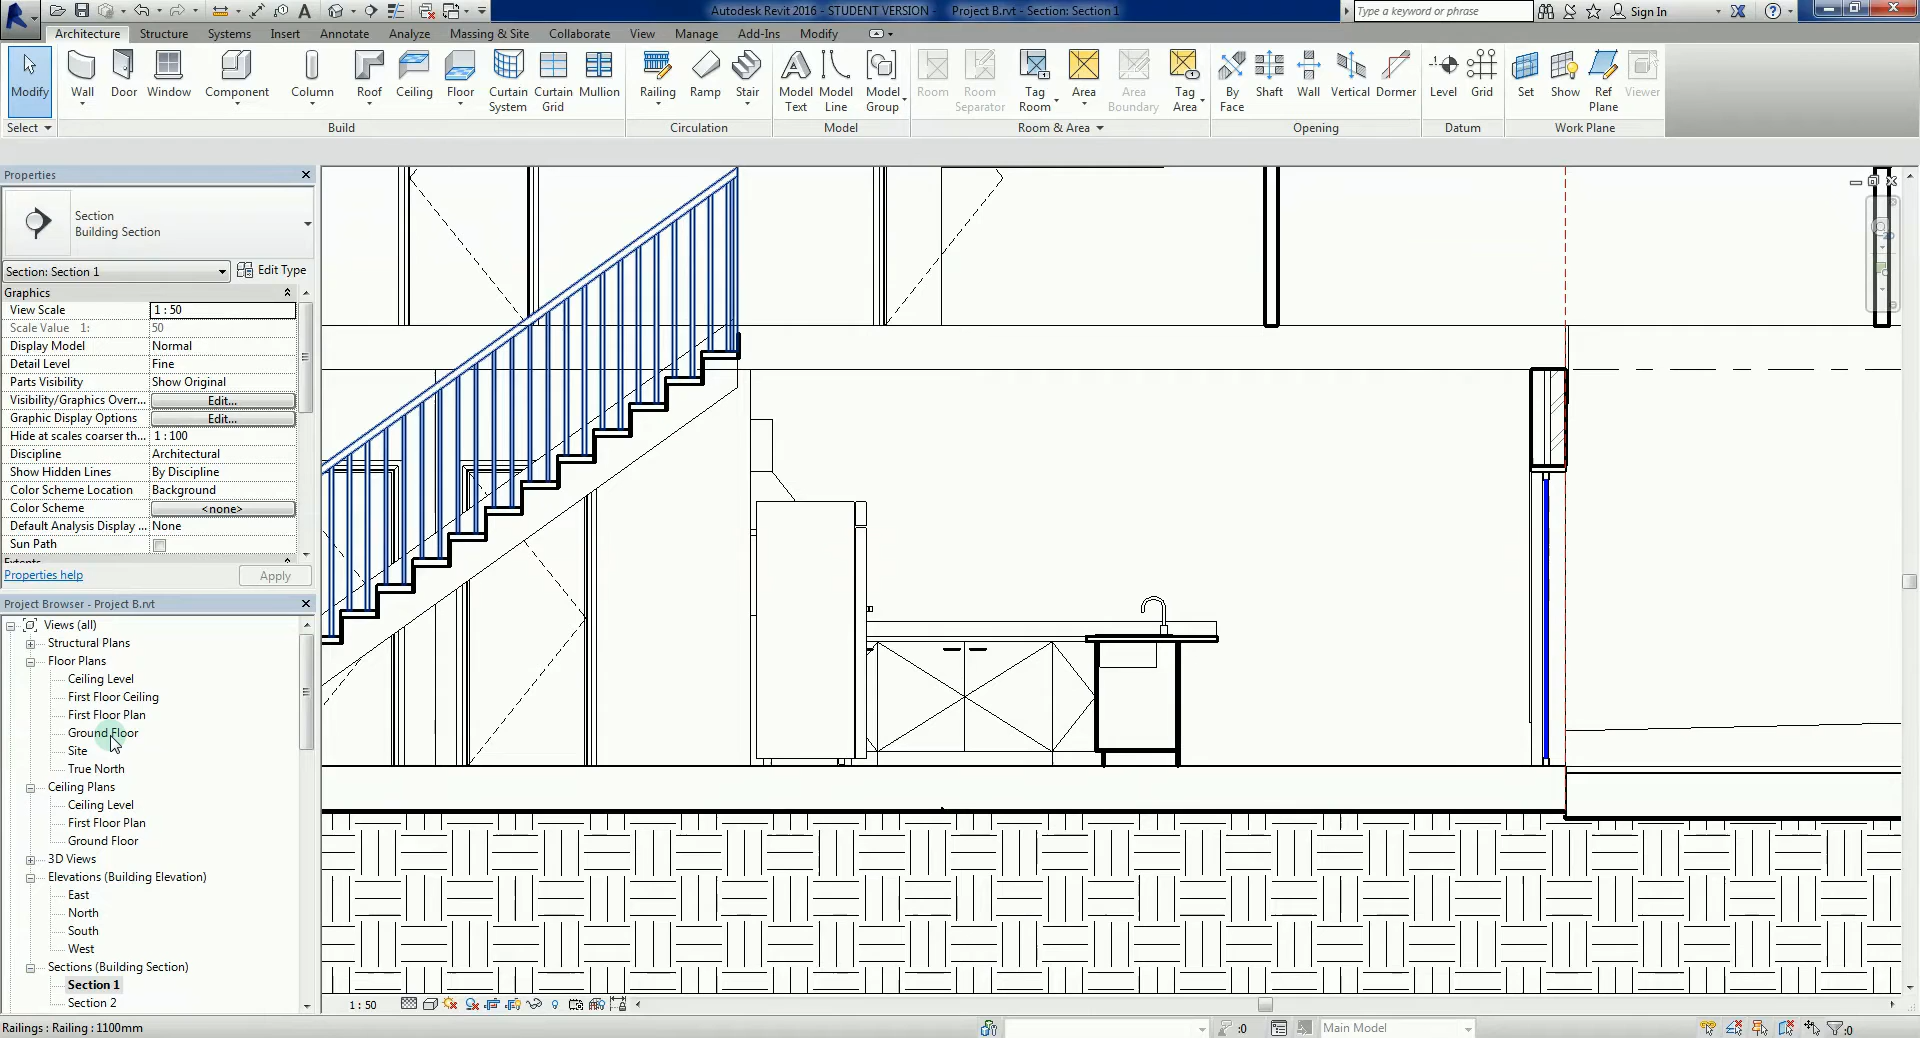 Autodesk Revit 2016 - STUDENT VERSION - Project B.rvt - Section: Section 1
Type a keyword or phrase
Sign In
Architecture Structure Systems Insert Annotate Analyze Massing & Site Collaborate View Manage Add-Ins Modify
Modify Wall Door Window Component Column Roof Ceiling Floor Curtain System Curtain Grid Mullion Railing Ramp Stair Model Text Model Line Model Group Room Room Separator Tag Room Area Area Boundary Tag Area By Face Shaft Wall Vertical Dormer Level Grid Set Show Ref Plane Viewer
Select Build Circulation Model Room & Area Opening Datum Work Plane
Properties
Section
Building Section
Section: Section 1 Edit Type
Graphics
View Scale 1 : 50
Scale Value 1: 50
Display Model Normal
Detail Level Fine
Parts Visibility Show Original
Visibility/Graphics Overr... Edit...
Graphic Display Options Edit...
Hide at scales coarser th... 1 : 100
Discipline Architectural
Show Hidden Lines By Discipline
Color Scheme Location Background
Color Scheme <none>
Default Analysis Display ... None
Sun Path
Extents
Properties help Apply
Project Browser - Project B.rvt
Views (all)
Structural Plans
Floor Plans
Ceiling Level
First Floor Ceiling
First Floor Plan
Ground Floor
Site
True North
Ceiling Plans
Ceiling Level
First Floor Plan
Ground Floor
3D Views
Elevations (Building Elevation)
East
North
South
West
Sections (Building Section)
Section 1
Section 2
1 : 50
Railings : Railing : 1100mm
:0
Main Model
:0